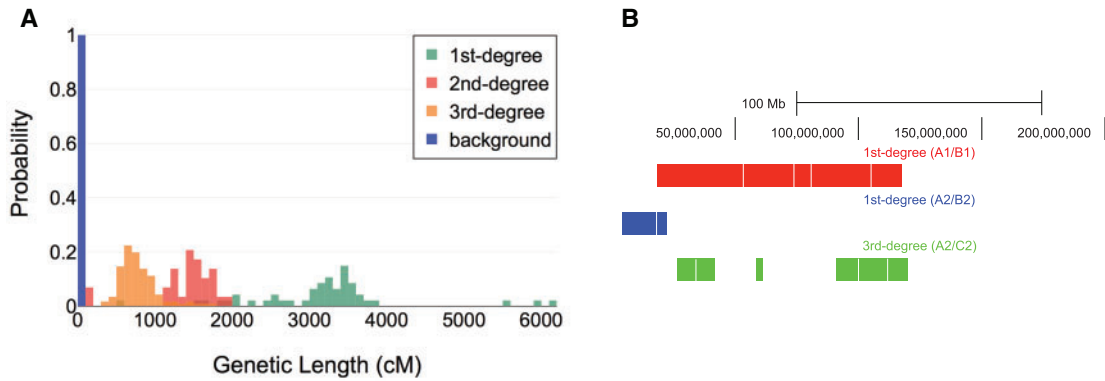 A
Probability
1
0.8
0.6
0.4
0.2
0
0 1000 2000 3000 4000 5000 6000
Genetic Length (cM)
1st-degree
2nd-degree
3rd-degree
background
B
100 Mb
50,000,000 100,000,000 150,000,000 200,000,000
1st-degree (A1/B1)
1st-degree (A2/B2)
3rd-degree (A2/C2)